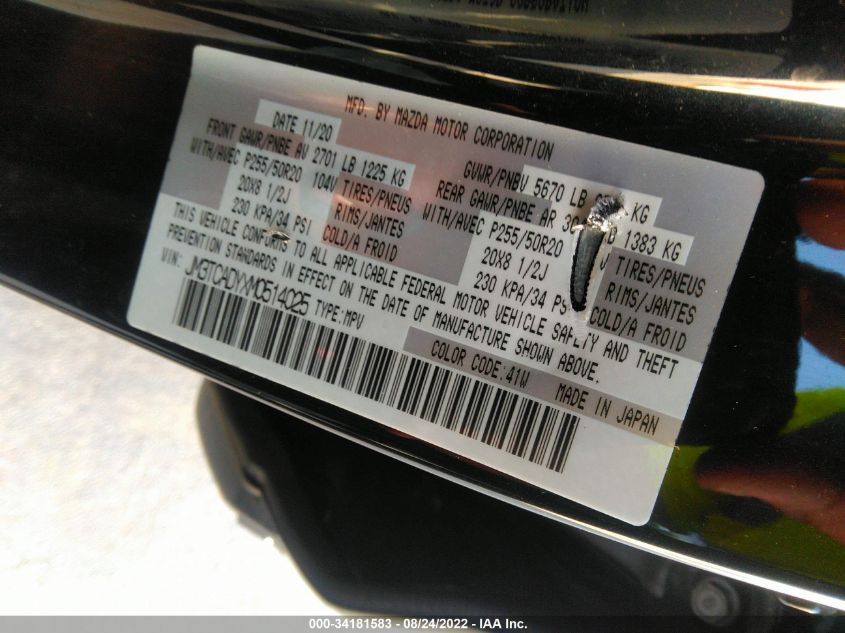 MFD. BY MAZDA MOTOR CORPORATION
DATE 11/20 GVWR/PNBV 5670 LB KG
FRONT GAWR/PNBE AV 2701 LB 1225 KG REAR GAWR/PNBE AR 1383 KG
WITH/AVEC P255/50R20 104V TIRES/PNEUS WITH/AVEC P255/50R20 TIRES/PNEUS
20X8 1/2J RIMS/JANTES 20X8 1/2J RIMS/JANTES
230 KPA/34 PSI COLD/A FROID 230 KPA/34 PSI COLD/A FROID
THIS VEHICLE CONFORMS TO ALL APPLICABLE FEDERAL MOTOR VEHICLE SAFETY AND THEFT
PREVENTION STANDARDS IN EFFECT ON THE DATE OF MANUFACTURE SHOWN ABOVE.
VIN: JM3TCADYXM0514025 TYPE:MPV
COLOR CODE:41W MADE IN JAPAN
000-34181583 - 08/24/2022 - IAA Inc.